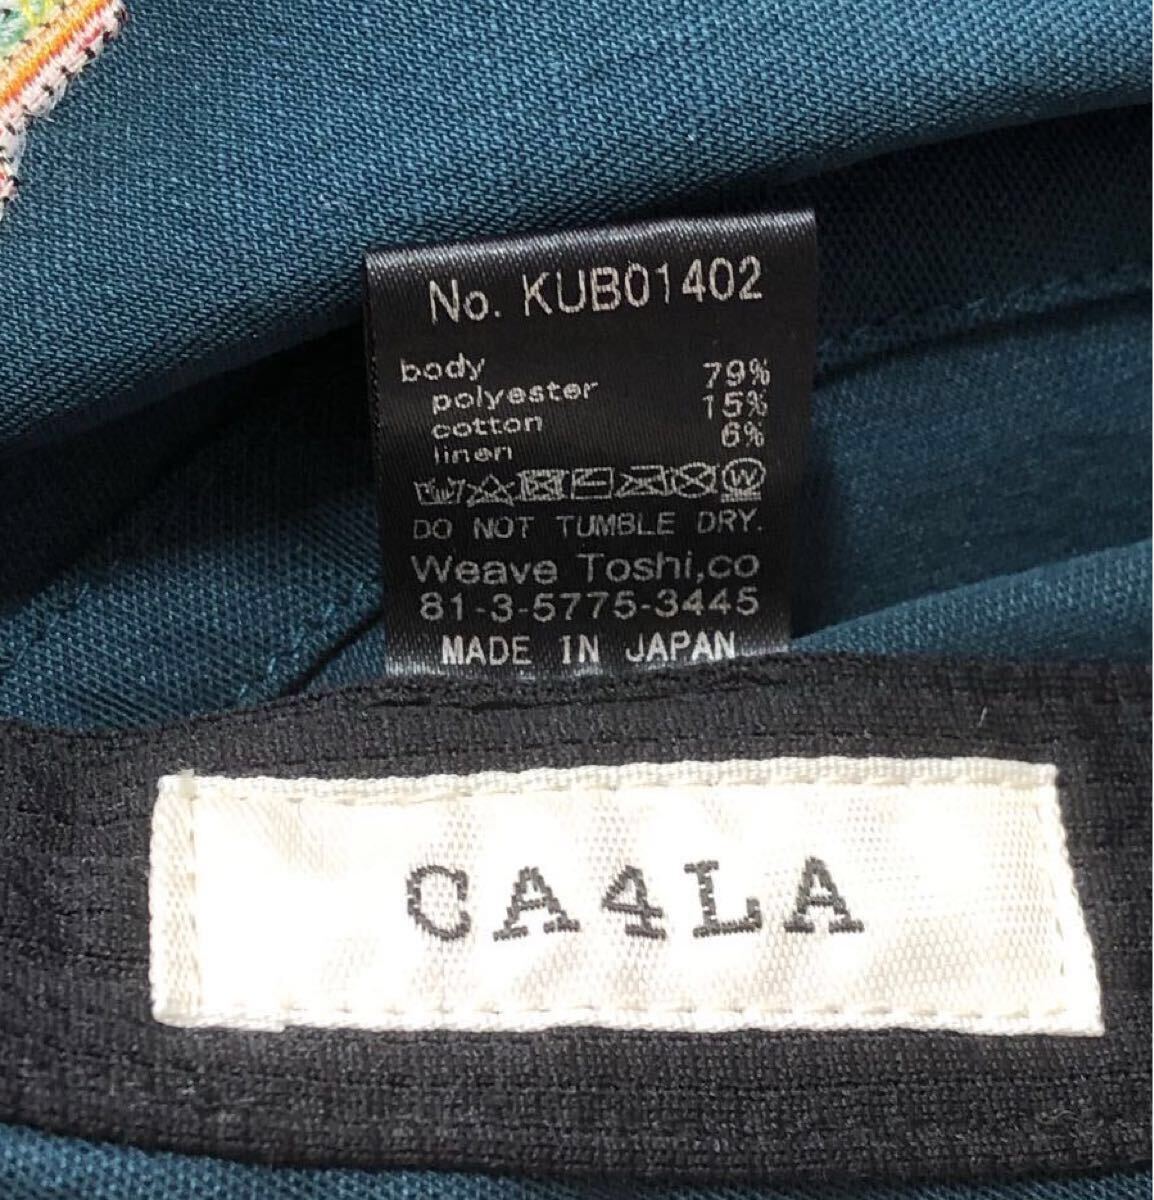 No. KUB01402
body
polyester 79%
cotton 15%
linen 6%
W
DO NOT TUMBLE DRY.
Weave Toshi,co
81-3-5775-3445
MADE IN JAPAN
CA4LA